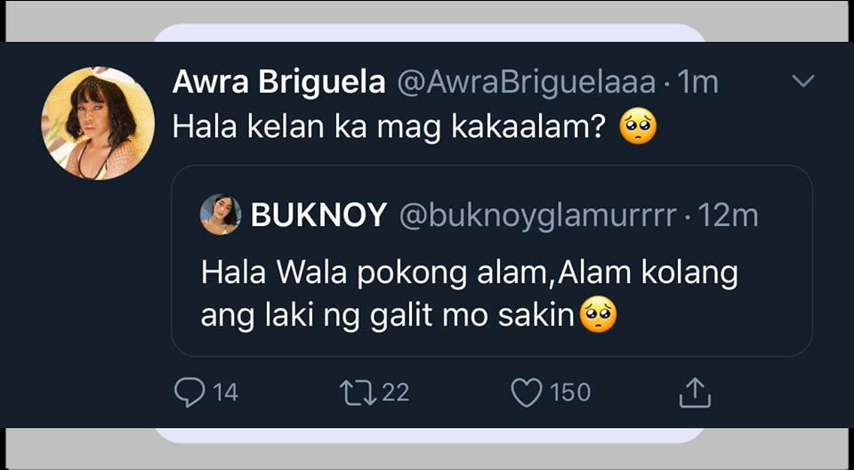 Awra Briguela @AwraBriguelaaa · 1m
Hala kelan ka mag kakaalam? 🥺
BUKNOY @buknoyglamurrrr · 12m
Hala Wala pokong alam,Alam kolang
ang laki ng galit mo sakin🥺
14 22 150